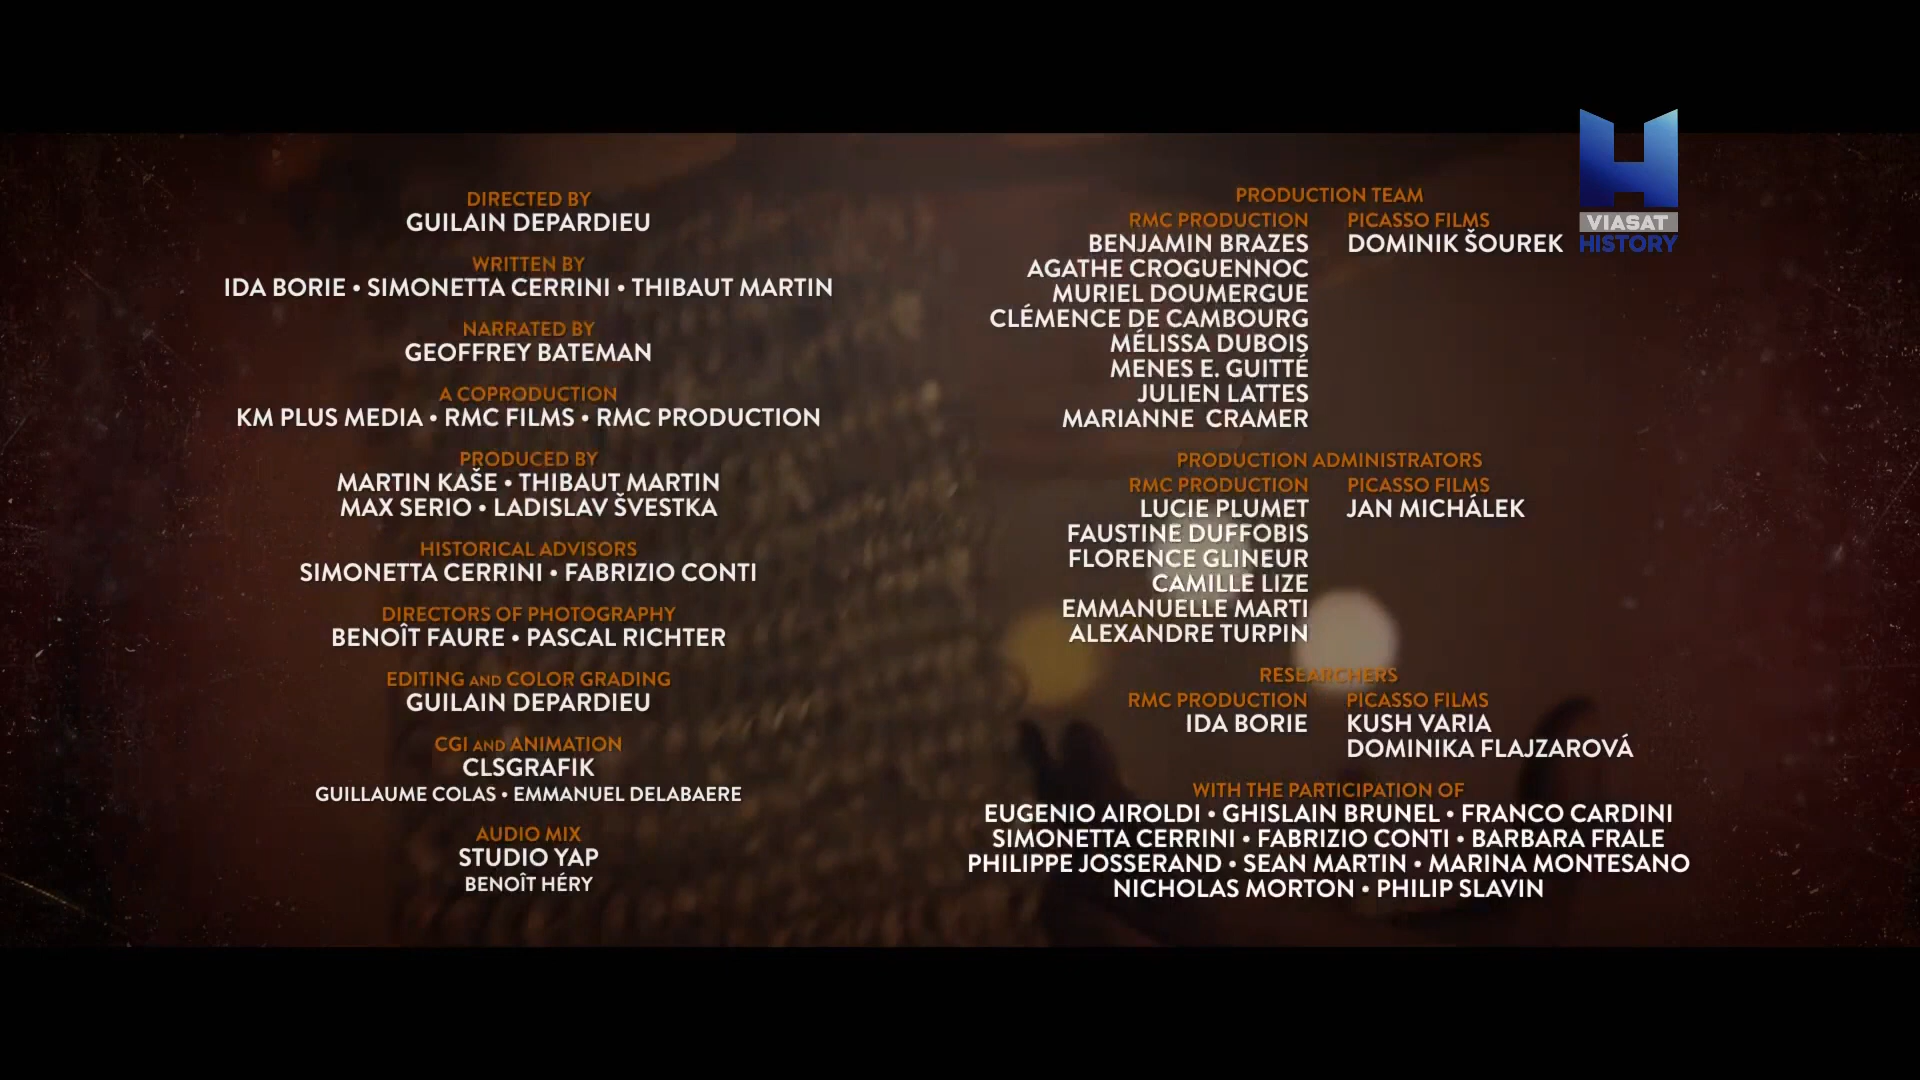 DIRECTED BY
GUILAIN DEPARDIEU
WRITTEN BY
IDA BORIE • SIMONETTA CERRINI • THIBAUT MARTIN
NARRATED BY
GEOFFREY BATEMAN
A COPRODUCTION
KM PLUS MEDIA • RMC FILMS • RMC PRODUCTION
PRODUCED BY
MARTIN KAŠE • THIBAUT MARTIN
MAX SERIO • LADISLAV ŠVESTKA
HISTORICAL ADVISORS
SIMONETTA CERRINI • FABRIZIO CONTI
DIRECTORS OF PHOTOGRAPHY
BENOÎT FAURE • PASCAL RICHTER
EDITING AND COLOR GRADING
GUILAIN DEPARDIEU
CGI AND ANIMATION
CLSGRAFIK
GUILLAUME COLAS • EMMANUEL DELABAERE
AUDIO MIX
STUDIO YAP
BENOÎT HÉRY
PRODUCTION TEAM
RMC PRODUCTION
BENJAMIN BRAZES
AGATHE CROGUENNOC
MURIEL DOUMERGUE
CLÉMENCE DE CAMBOURG
MÉLISSA DUBOIS
MENES E. GUITTÉ
JULIEN LATTES
MARIANNE CRAMER
PICASSO FILMS
DOMINIK ŠOUREK
PRODUCTION ADMINISTRATORS
RMC PRODUCTION
LUCIE PLUMET
FAUSTINE DUFFOBIS
FLORENCE GLINEUR
CAMILLE LIZE
EMMANUELLE MARTI
ALEXANDRE TURPIN
PICASSO FILMS
JAN MICHÁLEK
RESEARCHERS
RMC PRODUCTION
IDA BORIE
PICASSO FILMS
KUSH VARIA
DOMINIKA FLAJZAROVÁ
WITH THE PARTICIPATION OF
EUGENIO AIROLDI • GHISLAIN BRUNEL • FRANCO CARDINI
SIMONETTA CERRINI • FABRIZIO CONTI • BARBARA FRALE
PHILIPPE JOSSERAND • SEAN MARTIN • MARINA MONTESANO
NICHOLAS MORTON • PHILIP SLAVIN
VIASAT
HISTORY